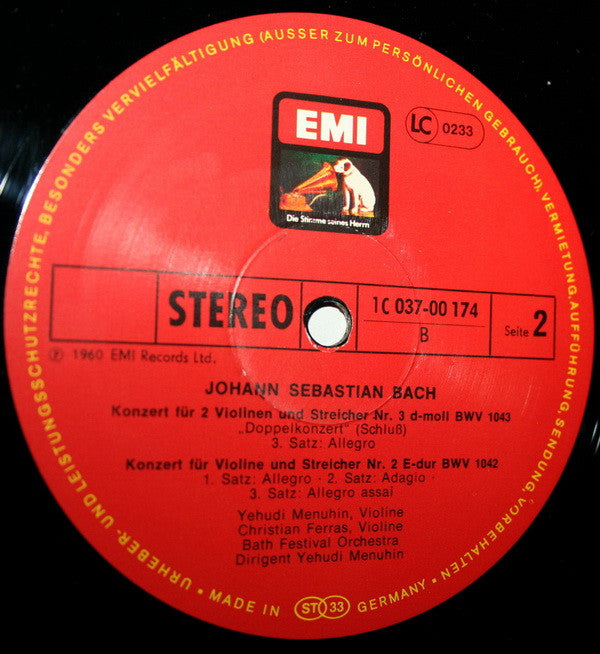 URHEBER- UND LEISTUNGSSCHUTZRECHTE, BESONDERS VERVIELFÄLTIGUNG (AUSSER ZUM PERSÖNLICHEN GEBRAUCH), VERMIETUNG, AUFFÜHRUNG, SENDUNG, VORBEHALTEN
EMI
LC 0233
Die Stimme seines Herrn
STEREO
1C 037-00 174
B
Seite 2
℗ 1960 EMI Records Ltd.
JOHANN SEBASTIAN BACH
Konzert für 2 Violinen und Streicher Nr. 3 d-moll BWV 1043
„Doppelkonzert" (Schluß)
3. Satz: Allegro
Konzert für Violine und Streicher Nr. 2 E-dur BWV 1042
1. Satz: Allegro · 2. Satz: Adagio ·
3. Satz: Allegro assai
Yehudi Menuhin, Violine
Christian Ferras, Violine
Bath Festival Orchestra
Dirigent Yehudi Menuhin
• MADE IN ST 33 GERMANY •